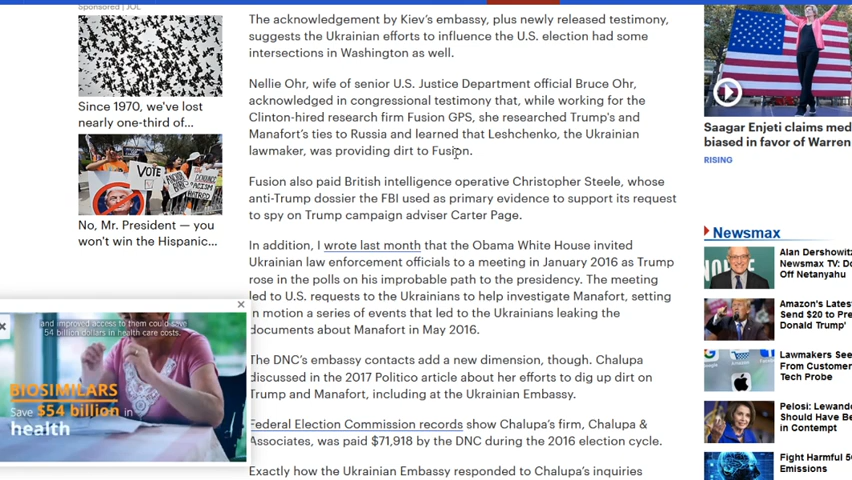 Sponsored | JOL
Since 1970, we've lost
nearly one-third of...
VOTE
No, Mr. President — you
won't win the Hispanic...
and improved access to them could save
54 billion dollars in health care costs.
BIOSIMILARS
Save $54 billion in
health
The acknowledgement by Kiev's embassy, plus newly released testimony,
suggests the Ukrainian efforts to influence the U.S. election had some
intersections in Washington as well.
Nellie Ohr, wife of senior U.S. Justice Department official Bruce Ohr,
acknowledged in congressional testimony that, while working for the
Clinton-hired research firm Fusion GPS, she researched Trump's and
Manafort's ties to Russia and learned that Leshchenko, the Ukrainian
lawmaker, was providing dirt to Fusion.
Fusion also paid British intelligence operative Christopher Steele, whose
anti-Trump dossier the FBI used as primary evidence to support its request
to spy on Trump campaign adviser Carter Page.
In addition, I wrote last month that the Obama White House invited
Ukrainian law enforcement officials to a meeting in January 2016 as Trump
rose in the polls on his improbable path to the presidency. The meeting
led to U.S. requests to the Ukrainians to help investigate Manafort, setting
in motion a series of events that led to the Ukrainians leaking the
documents about Manafort in May 2016.
The DNC's embassy contacts add a new dimension, though. Chalupa
discussed in the 2017 Politico article about her efforts to dig up dirt on
Trump and Manafort, including at the Ukrainian Embassy.
Federal Election Commission records show Chalupa's firm, Chalupa &
Associates, was paid $71,918 by the DNC during the 2016 election cycle.
Exactly how the Ukrainian Embassy responded to Chalupa's inquiries
Saagar Enjeti claims med
biased in favor of Warren
RISING
Newsmax
Alan Dershowitz
Newsmax TV: Do
Off Netanyahu
Amazon's Lates
Send $20 to Pre
Donald Trump'
Lawmakers See
From Custome
Tech Probe
Pelosi: Lewando
Should Have Be
in Contempt
Fight Harmful 5
Emissions